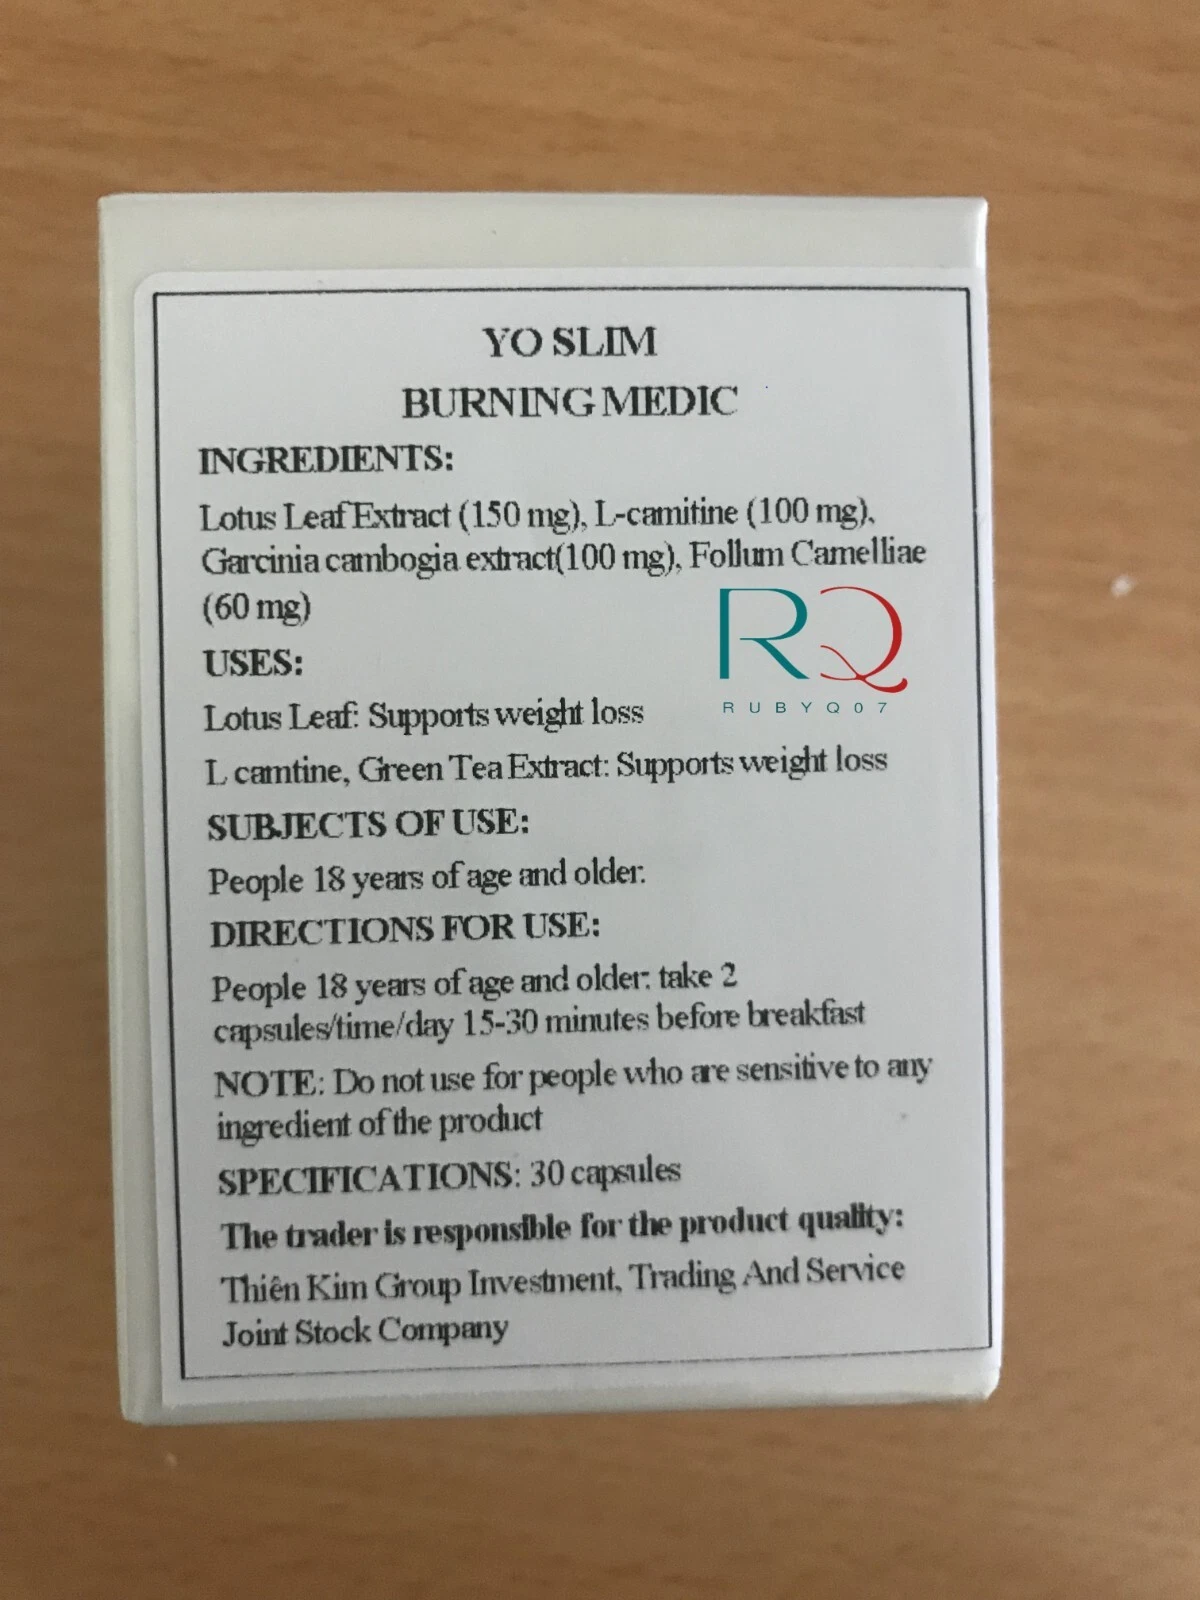 YO SLIM
BURNING MEDIC
INGREDIENTS:
Lotus Leaf Extract (150 mg), L-carnitine (100 mg),
Garcinia cambogia extract(100 mg), Follum Camelliae
(60 mg)
RQ
RUBYQ07
USES:
Lotus Leaf: Supports weight loss
L carntine, Green Tea Extract: Supports weight loss
SUBJECTS OF USE:
People 18 years of age and older.
DIRECTIONS FOR USE:
People 18 years of age and older: take 2
capsules/time/day 15-30 minutes before breakfast
NOTE: Do not use for people who are sensitive to any
ingredient of the product
SPECIFICATIONS: 30 capsules
The trader is responsible for the product quality:
Thiên Kim Group Investment, Trading And Service
Joint Stock Company